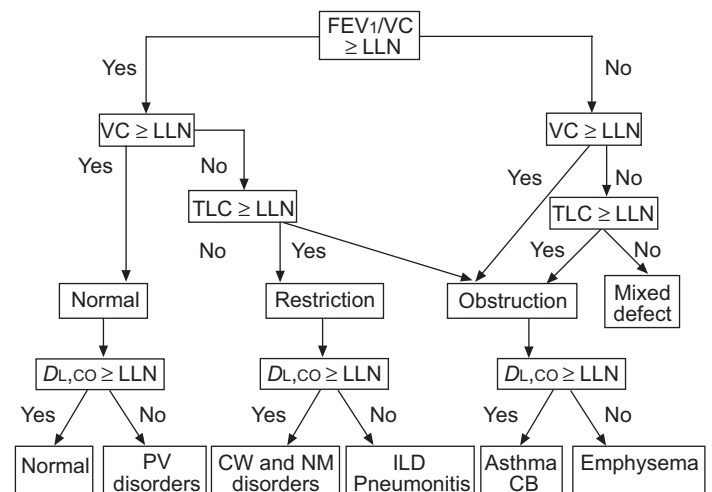 FEV1/VC
≥ LLN
Yes
No
VC ≥ LLN
VC ≥ LLN
Yes
No
Yes
No
TLC ≥ LLN
TLC ≥ LLN
No
Yes
Yes
No
Normal
Restriction
Obstruction
Mixed
defect
DL,CO ≥ LLN
DL,CO ≥ LLN
DL,CO ≥ LLN
Yes
No
Yes
No
Yes
No
Normal
PV
disorders
CW and NM
disorders
ILD
Pneumonitis
Asthma
CB
Emphysema